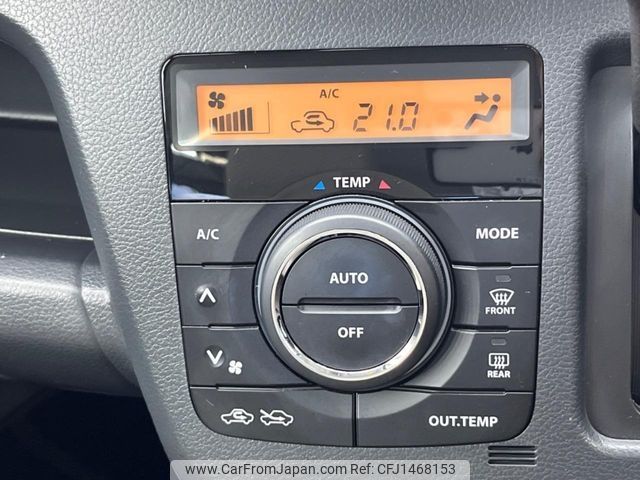 A/C
21.0
TEMP
A/C
MODE
AUTO
OFF
FRONT
REAR
OUT.TEMP
www.CarFromJapan.com Ref: CFJ1468153